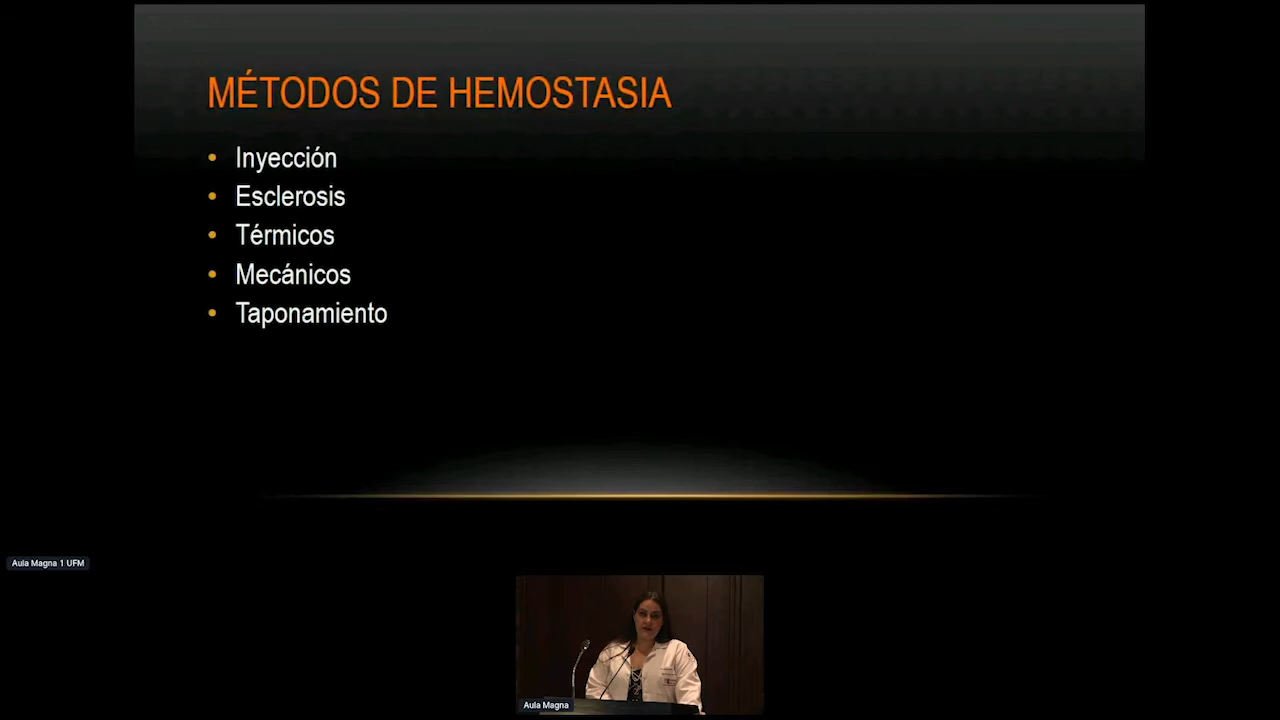 MÉTODOS DE HEMOSTASIA
• Inyección
• Esclerosis
• Térmicos
• Mecánicos
• Taponamiento
Aula Magna 1 UFM
Aula Magna